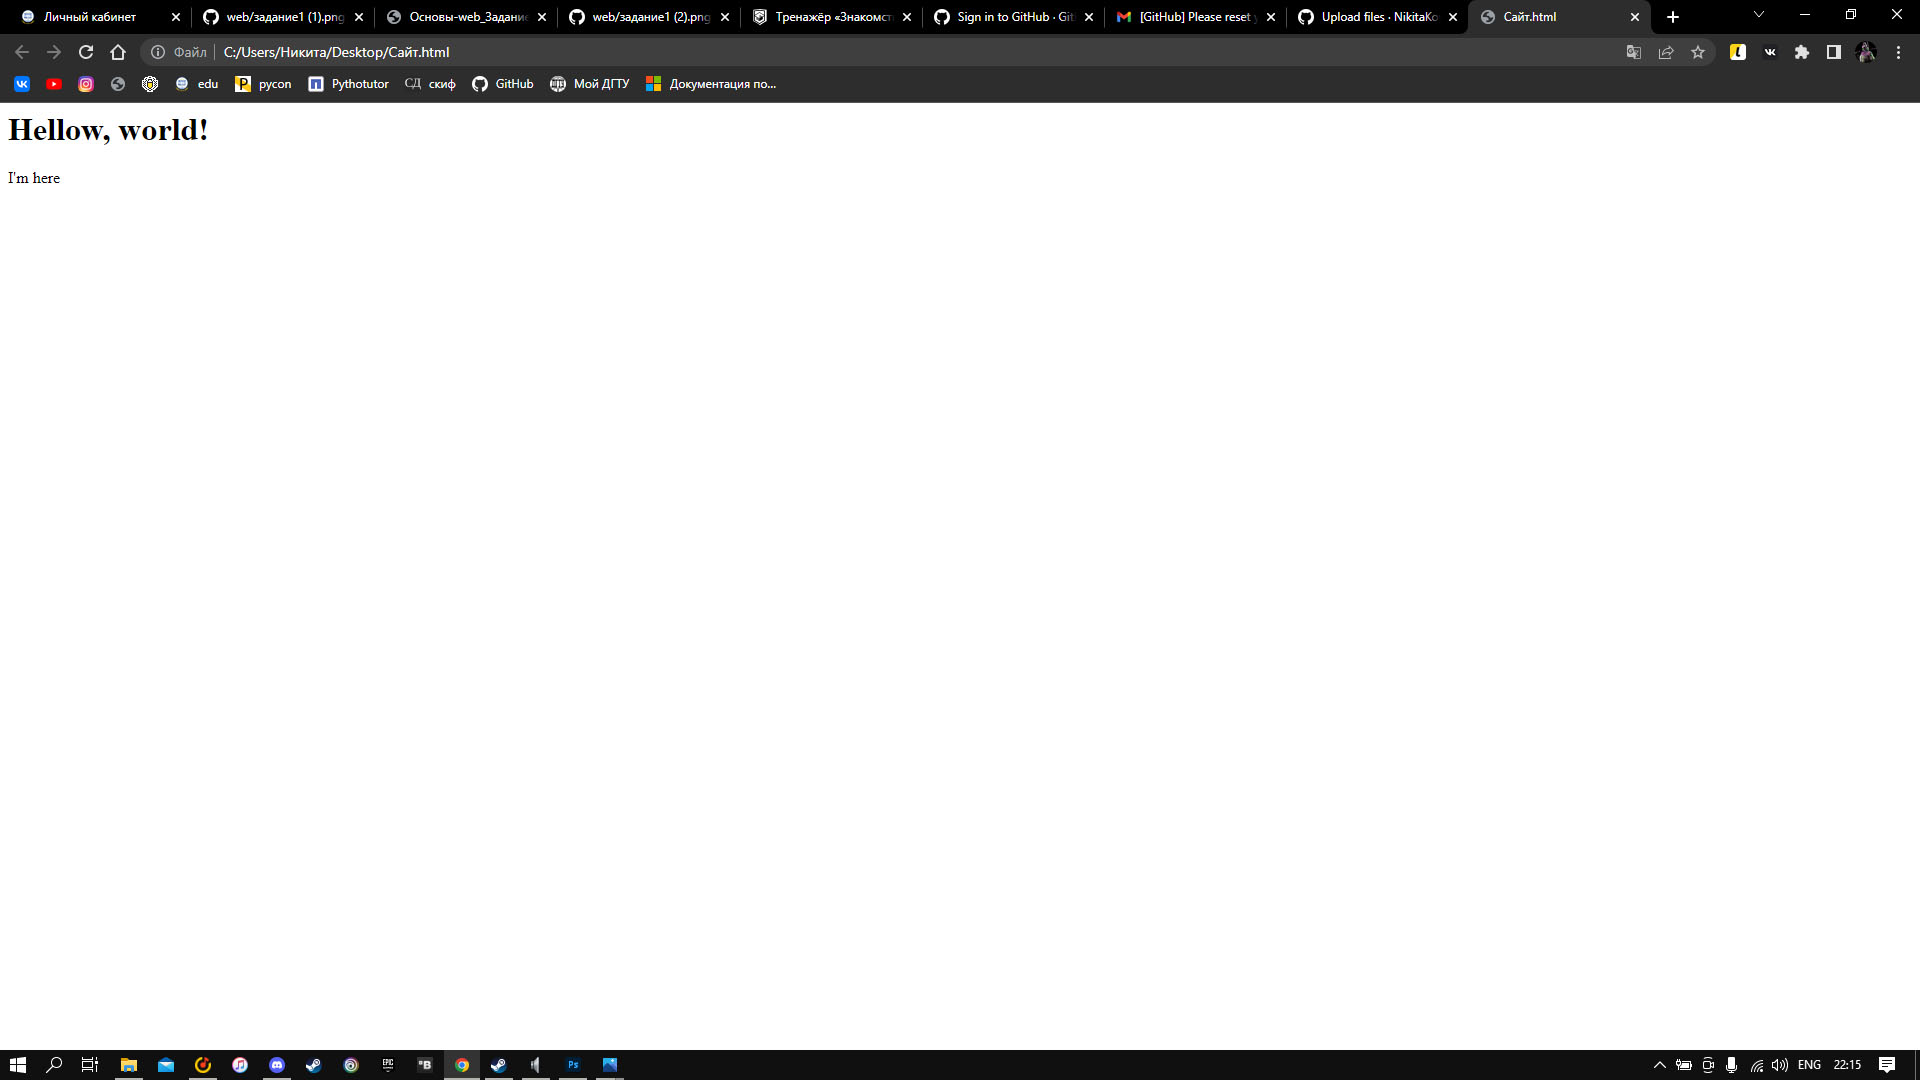 Личный кабинет
web/задание1 (1).png
Основы-web_Задани
web/задание1 (2).png
Тренажёр «Знакомст
Sign in to GitHub · Git
[GitHub] Please reset y
Upload files · NikitaKo
Сайт.html
Файл C:/Users/Никита/Desktop/Сайт.html
edu
pycon
Pythotutor
СД скиф
GitHub
Мой ДГТУ
Документация по...
Hellow, world!
I'm here
EPIC
B
Ps
ENG 22:15